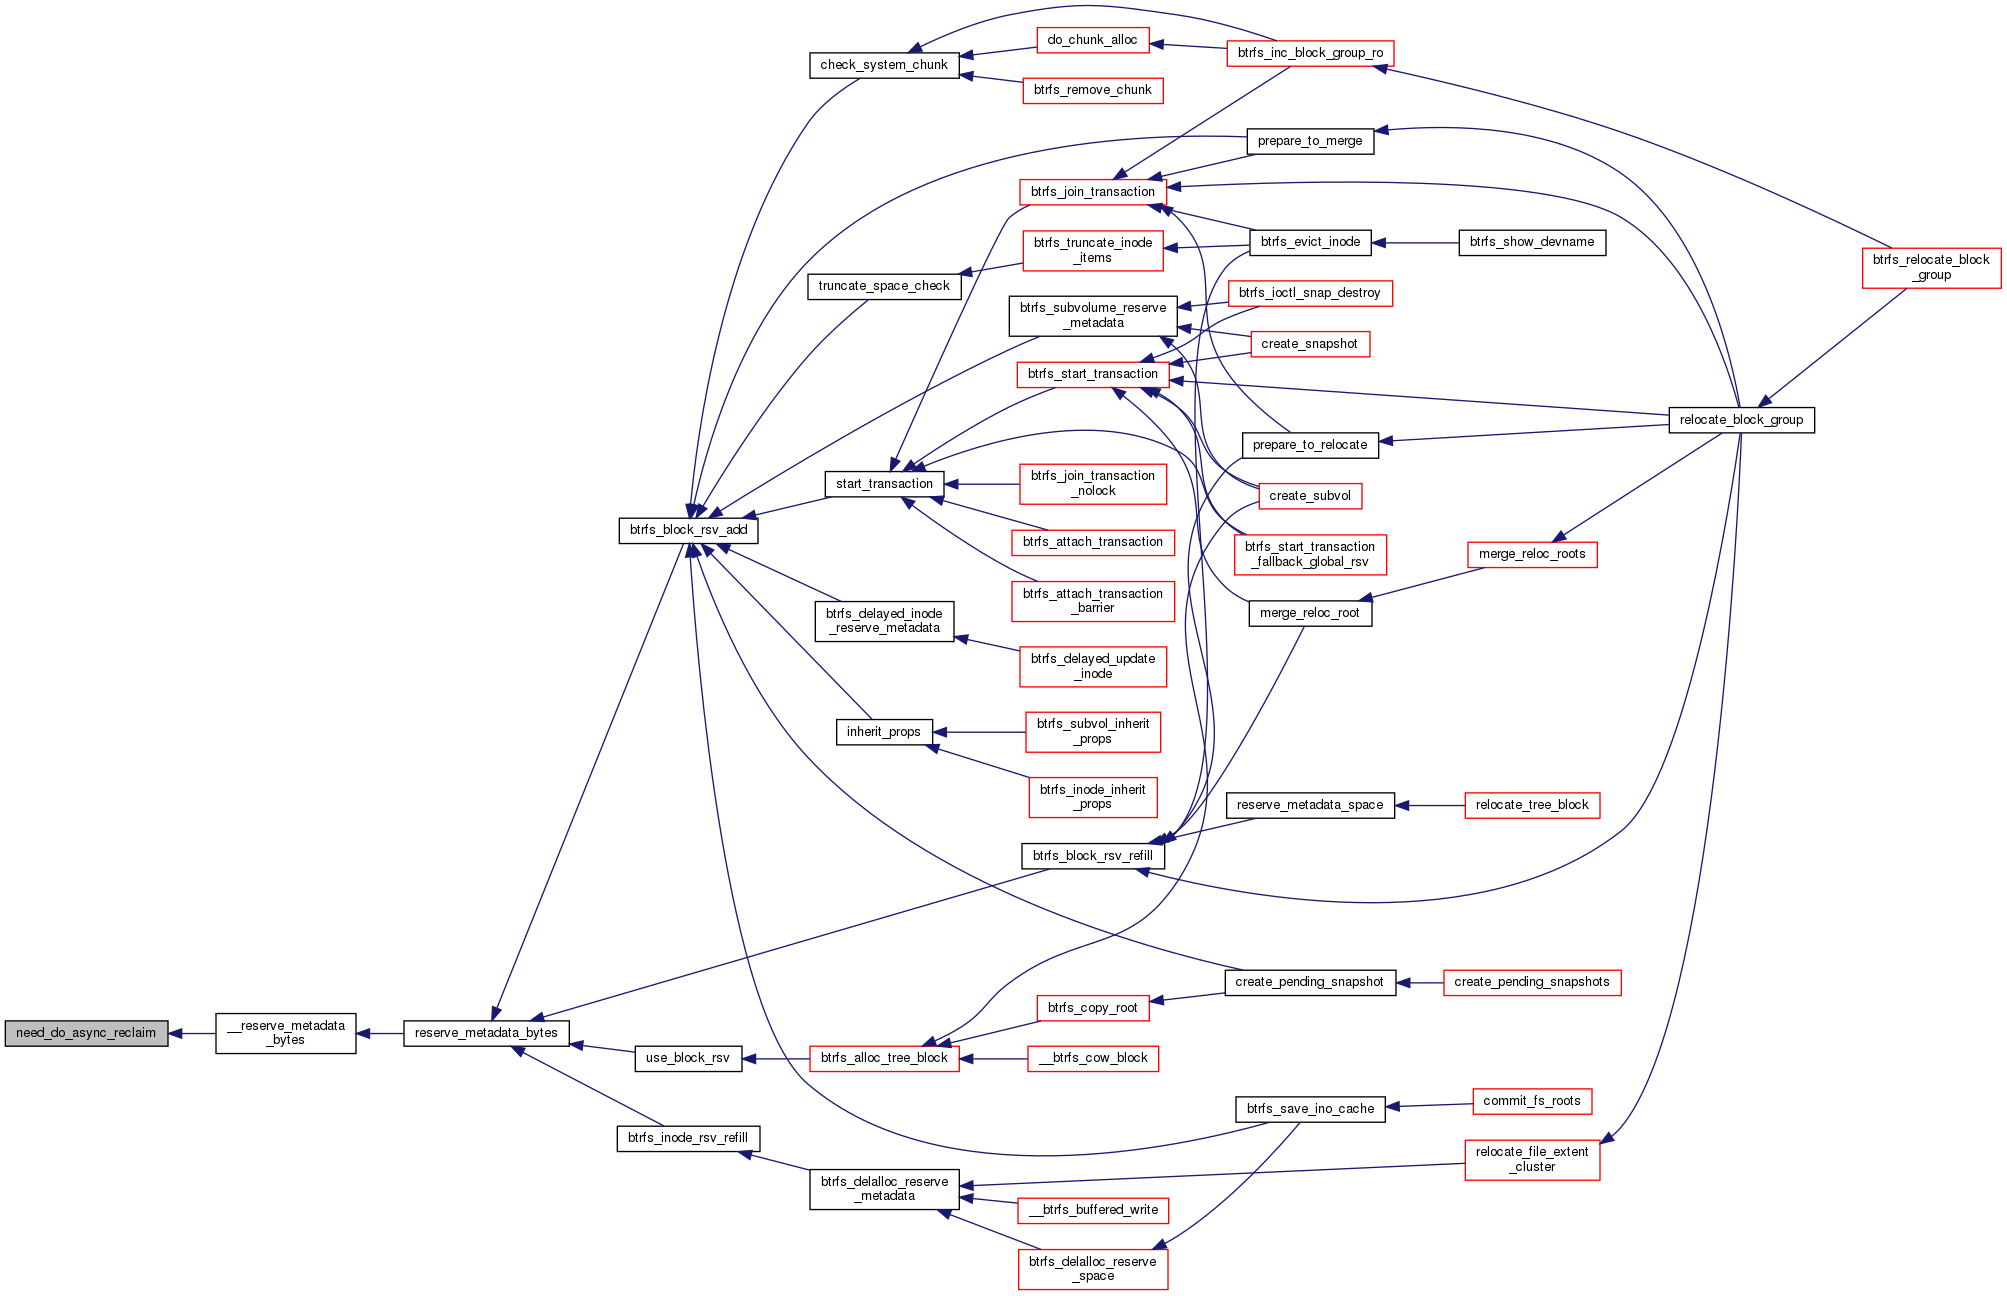 need_do_async_reclaim
__reserve_metadata
_bytes
reserve_metadata_bytes
btrfs_block_rsv_add
use_block_rsv
btrfs_inode_rsv_refill
check_system_chunk
truncate_space_check
start_transaction
btrfs_delayed_inode
_reserve_metadata
inherit_props
btrfs_alloc_tree_block
btrfs_delalloc_reserve
_metadata
do_chunk_alloc
btrfs_remove_chunk
btrfs_join_transaction
btrfs_truncate_inode
_items
btrfs_subvolume_reserve
_metadata
btrfs_start_transaction
btrfs_join_transaction
_nolock
btrfs_attach_transaction
btrfs_attach_transaction
_barrier
btrfs_delayed_update
_inode
btrfs_subvol_inherit
_props
btrfs_inode_inherit
_props
btrfs_block_rsv_refill
btrfs_copy_root
__btrfs_cow_block
__btrfs_buffered_write
btrfs_delalloc_reserve
_space
btrfs_inc_block_group_ro
prepare_to_merge
btrfs_evict_inode
btrfs_ioctl_snap_destroy
create_snapshot
prepare_to_relocate
create_subvol
btrfs_start_transaction
_fallback_global_rsv
merge_reloc_root
reserve_metadata_space
create_pending_snapshot
btrfs_save_ino_cache
btrfs_show_devname
merge_reloc_roots
relocate_tree_block
create_pending_snapshots
commit_fs_roots
relocate_file_extent
_cluster
relocate_block_group
btrfs_relocate_block
_group